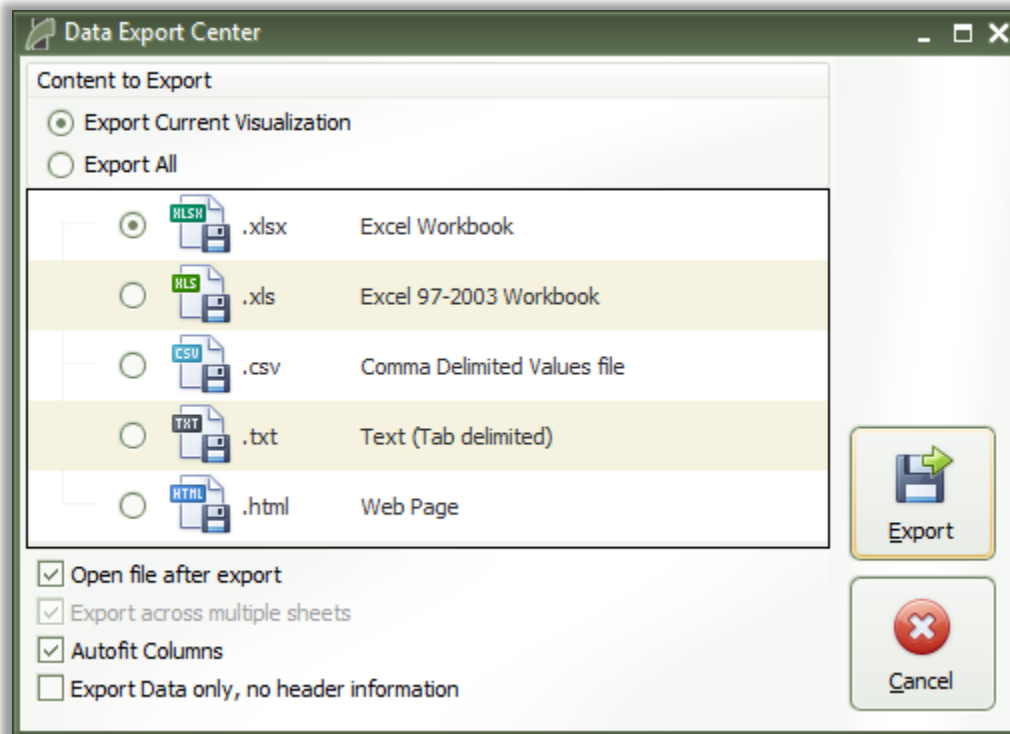 Data Export Center
Content to Export
Export Current Visualization
Export All
XLSX .xlsx Excel Workbook
XLS .xls Excel 97-2003 Workbook
CSV .csv Comma Delimited Values file
TXT .txt Text (Tab delimited)
HTML .html Web Page
Open file after export
Export across multiple sheets
Autofit Columns
Export Data only, no header information
Export
Cancel